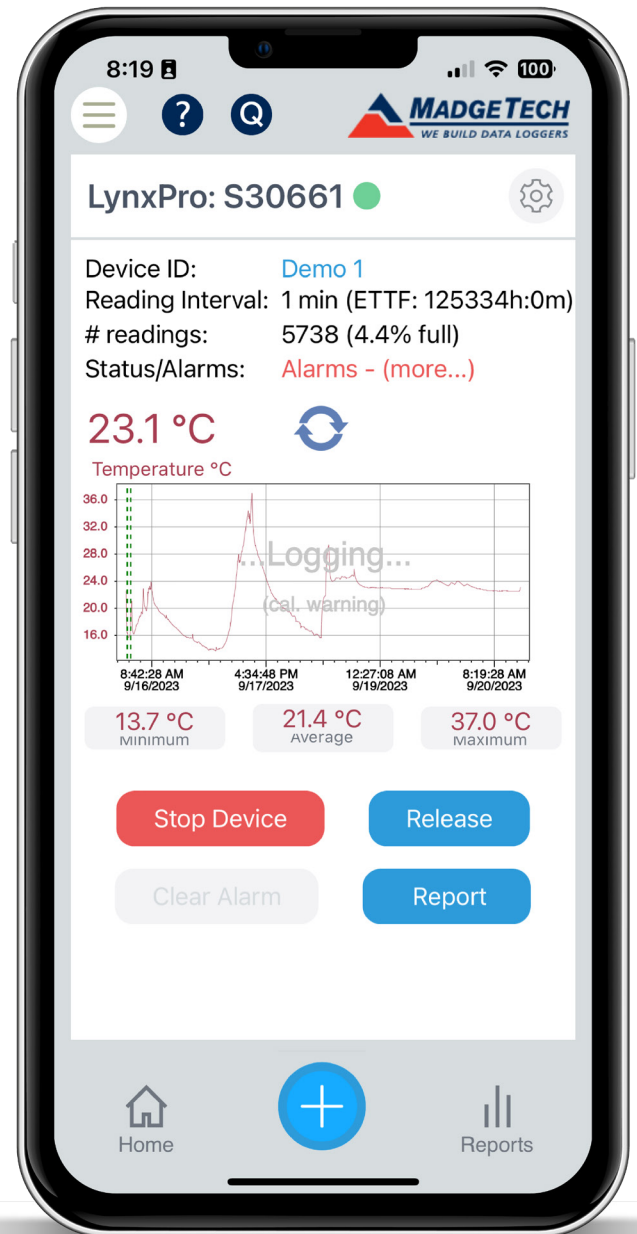 8:19 100
? Q MADGETECH
WE BUILD DATA LOGGERS
LynxPro: S30661
Device ID: Demo 1
Reading Interval: 1 min (ETTF: 125334h:0m)
# readings: 5738 (4.4% full)
Status/Alarms: Alarms - (more...)
23.1 °C
Temperature °C
36.0
32.0
28.0
...Logging...
24.0
20.0
(cal. warning)
16.0
8:42:28 AM 4:34:48 PM 12:27:08 AM 8:19:28 AM
9/16/2023 9/17/2023 9/19/2023 9/20/2023
13.7 °C 21.4 °C 37.0 °C
Minimum Average Maximum
Stop Device Release
Clear Alarm Report
Home + Reports